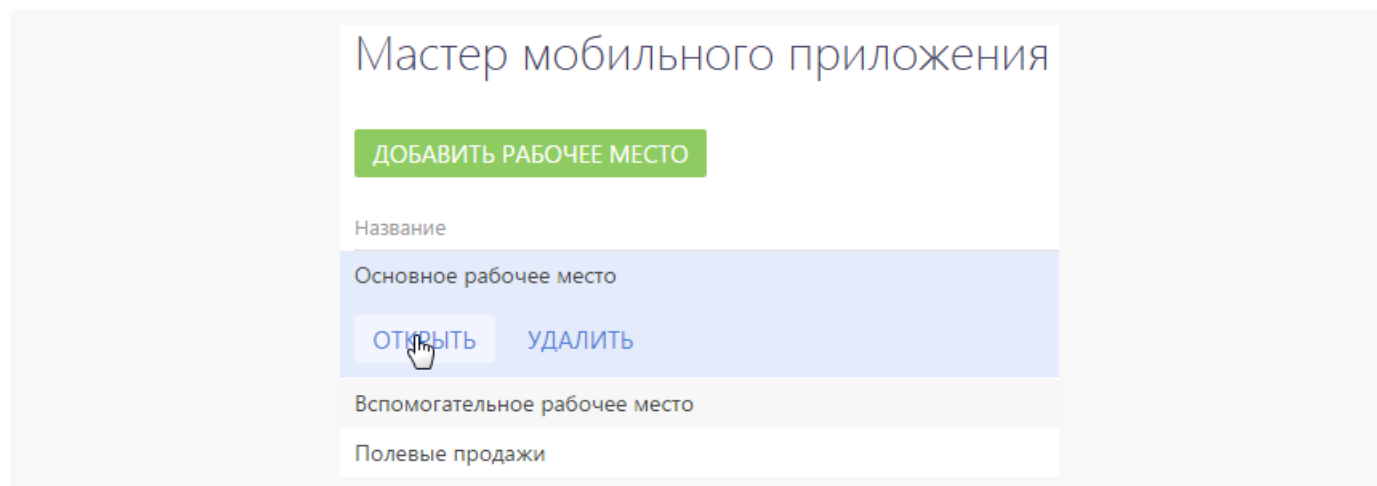 Мастер мобильного приложения
ДОБАВИТЬ РАБОЧЕЕ МЕСТО
Название
Основное рабочее место
ОТКРЫТЬ УДАЛИТЬ
Вспомогательное рабочее место
Полевые продажи